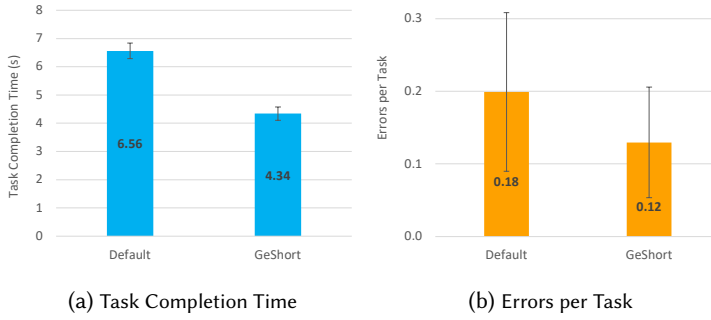 Task Completion Time (s)
8
7
6
5
4
3
2
1
0
6.56
4.34
Default
GeShort
(a) Task Completion Time
Errors per Task
0.3
0.2
0.1
0.0
0.18
0.12
Default
GeShort
(b) Errors per Task